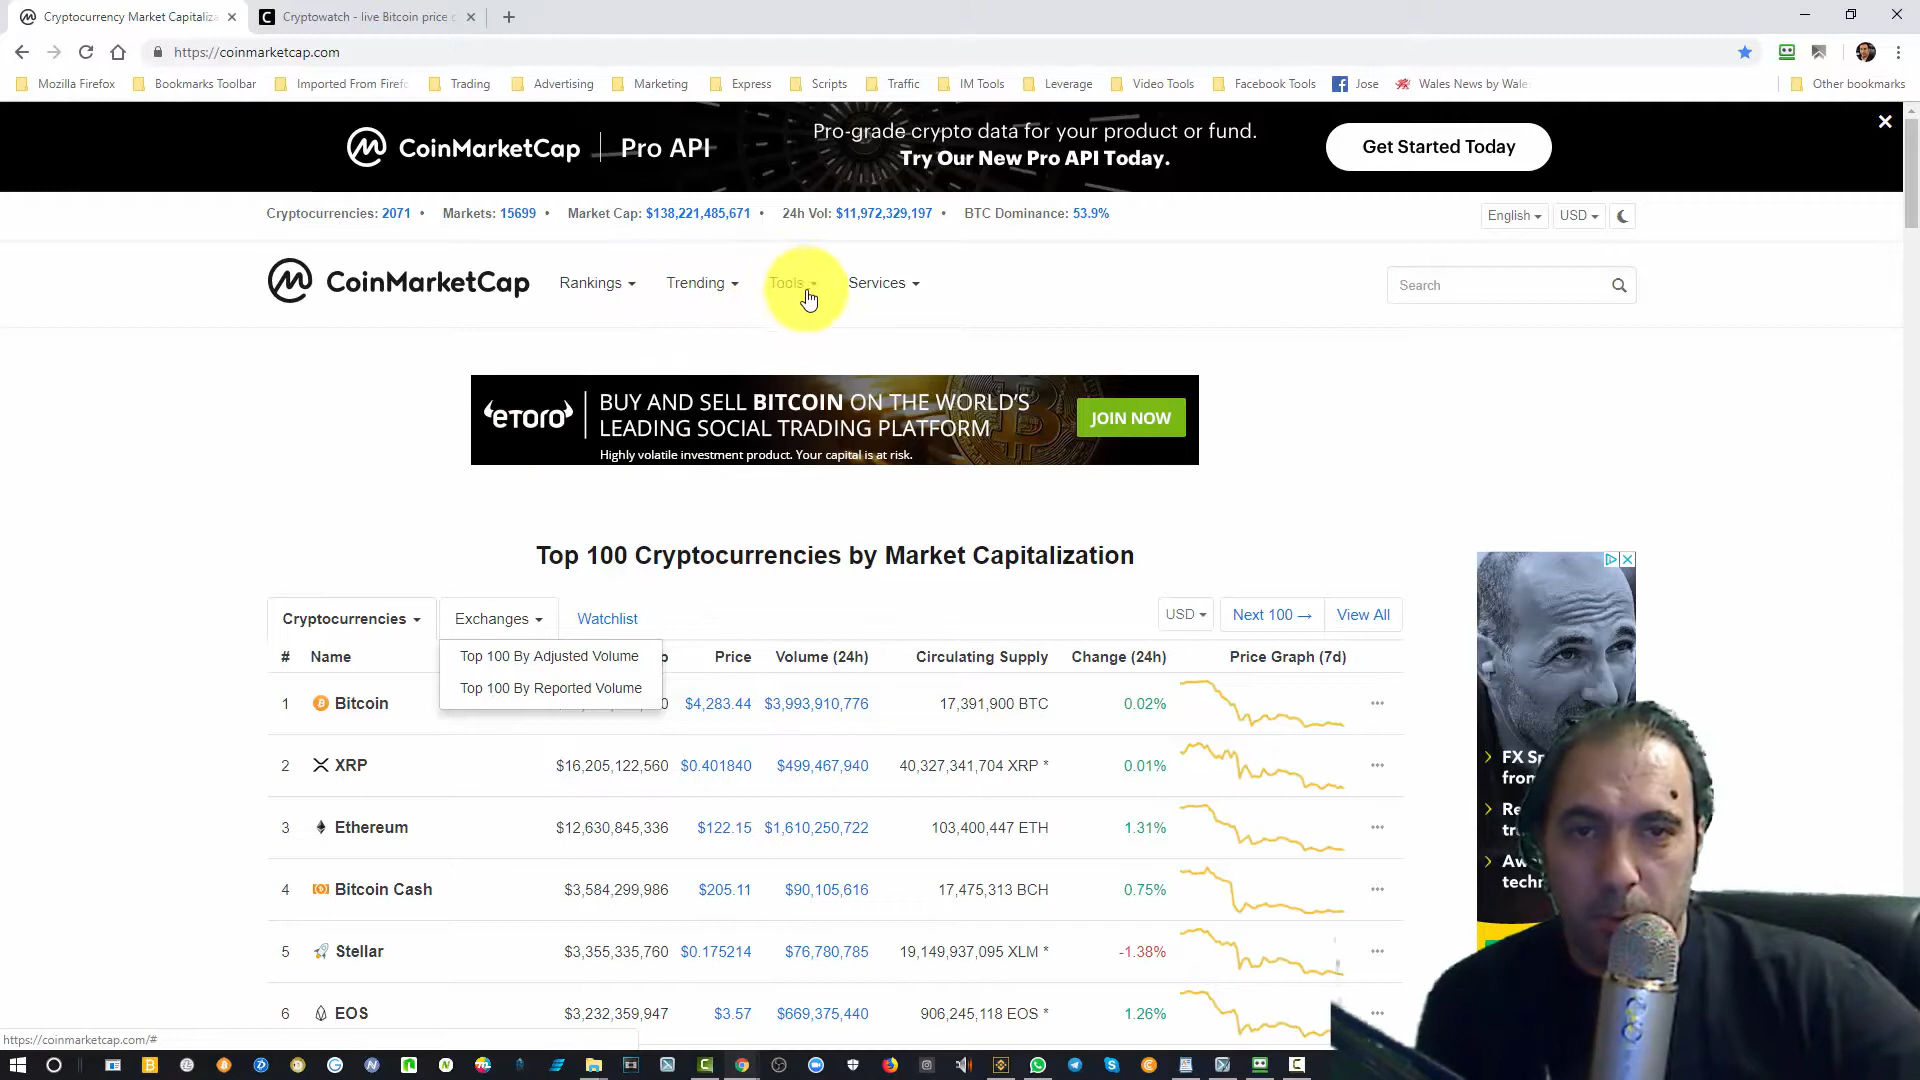 Cryptocurrency Market Capitaliza
Cryptowatch - live Bitcoin price
https://coinmarketcap.com
Mozilla Firefox
Bookmarks Toolbar
Imported From Firef
Trading
Advertising
Marketing
Express
Scripts
Traffic
IM Tools
Leverage
Video Tools
Facebook Tools
Jose
Wales News by Wale
Other bookmarks
CoinMarketCap | Pro API
Pro-grade crypto data for your product or fund.
Try Our New Pro API Today.
Get Started Today
Cryptocurrencies: 2071 • Markets: 15699 • Market Cap: $138,221,485,671 • 24h Vol: $11,972,329,197 • BTC Dominance: 53.9%
English
USD
CoinMarketCap
Rankings
Trending
Tools
Services
Search
eToro
BUY AND SELL BITCOIN ON THE WORLD'S
LEADING SOCIAL TRADING PLATFORM
Highly volatile investment product. Your capital is at risk.
JOIN NOW
Top 100 Cryptocurrencies by Market Capitalization
Cryptocurrencies
Exchanges
Watchlist
USD
Next 100 →
View All
Top 100 By Adjusted Volume
Top 100 By Reported Volume
# Name p Price Volume (24h) Circulating Supply Change (24h) Price Graph (7d)
1 Bitcoin 0 $4,283.44 $3,993,910,776 17,391,900 BTC 0.02%
2 XRP $16,205,122,560 $0.401840 $499,467,940 40,327,341,704 XRP * 0.01%
3 Ethereum $12,630,845,336 $122.15 $1,610,250,722 103,400,447 ETH 1.31%
4 Bitcoin Cash $3,584,299,986 $205.11 $90,105,616 17,475,313 BCH 0.75%
5 Stellar $3,355,335,760 $0.175214 $76,780,785 19,149,937,095 XLM * -1.38%
6 EOS $3,232,359,947 $3.57 $669,375,440 906,245,118 EOS * 1.26%
FX Sp
from
Re
tra
Aw
techn
https://coinmarketcap.com/#